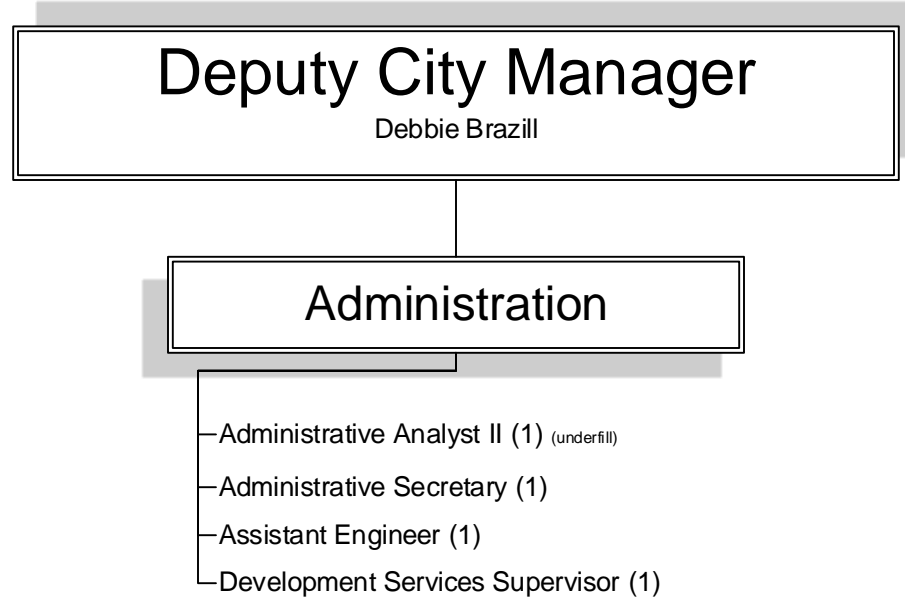 Deputy City Manager
Debbie Brazill
Administration
Administrative Analyst II (1) (underfill)
Administrative Secretary (1)
Assistant Engineer (1)
Development Services Supervisor (1)